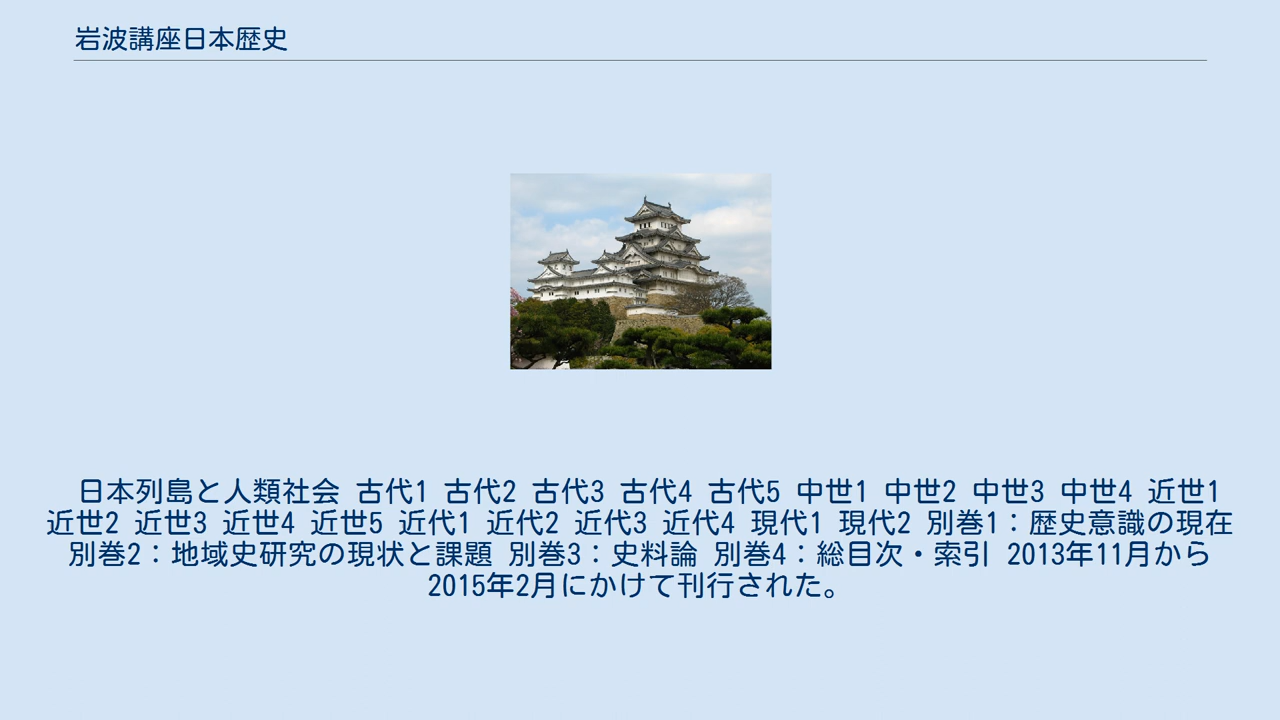 岩波講座日本歴史
日本列島と人類社会 古代1 古代2 古代3 古代4 古代5 中世1 中世2 中世3 中世4 近世1
近世2 近世3 近世4 近世5 近代1 近代2 近代3 近代4 現代1 現代2 別巻1：歴史意識の現在
別巻2：地域史研究の現状と課題 別巻3：史料論 別巻4：総目次・索引 2013年11月から
2015年2月にかけて刊行された。